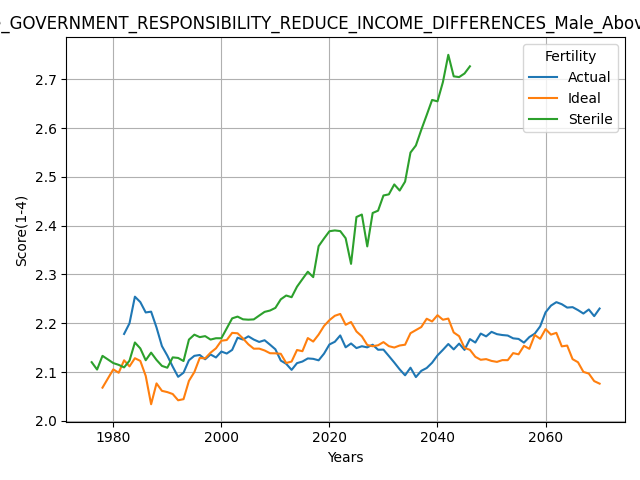 _GOVERNMENT_RESPONSIBILITY_REDUCE_INCOME_DIFFERENCES_Male_Abov
Fertility
Actual
Ideal
Sterile
Score(1-4)
2.7
2.6
2.5
2.4
2.3
2.2
2.1
2.0
1980 2000 2020 2040 2060
Years